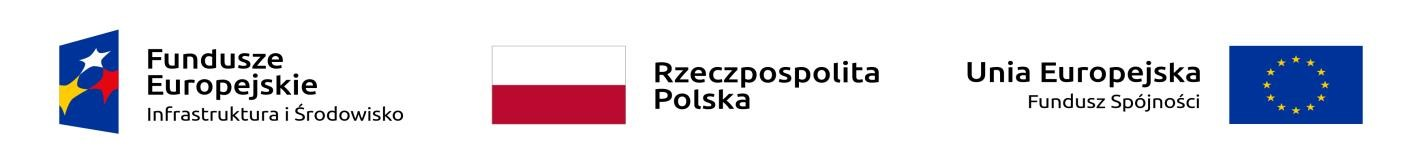 Fundusze
Europejskie
Infrastruktura i Środowisko
Rzeczpospolita
Polska
Unia Europejska
Fundusz Spójności